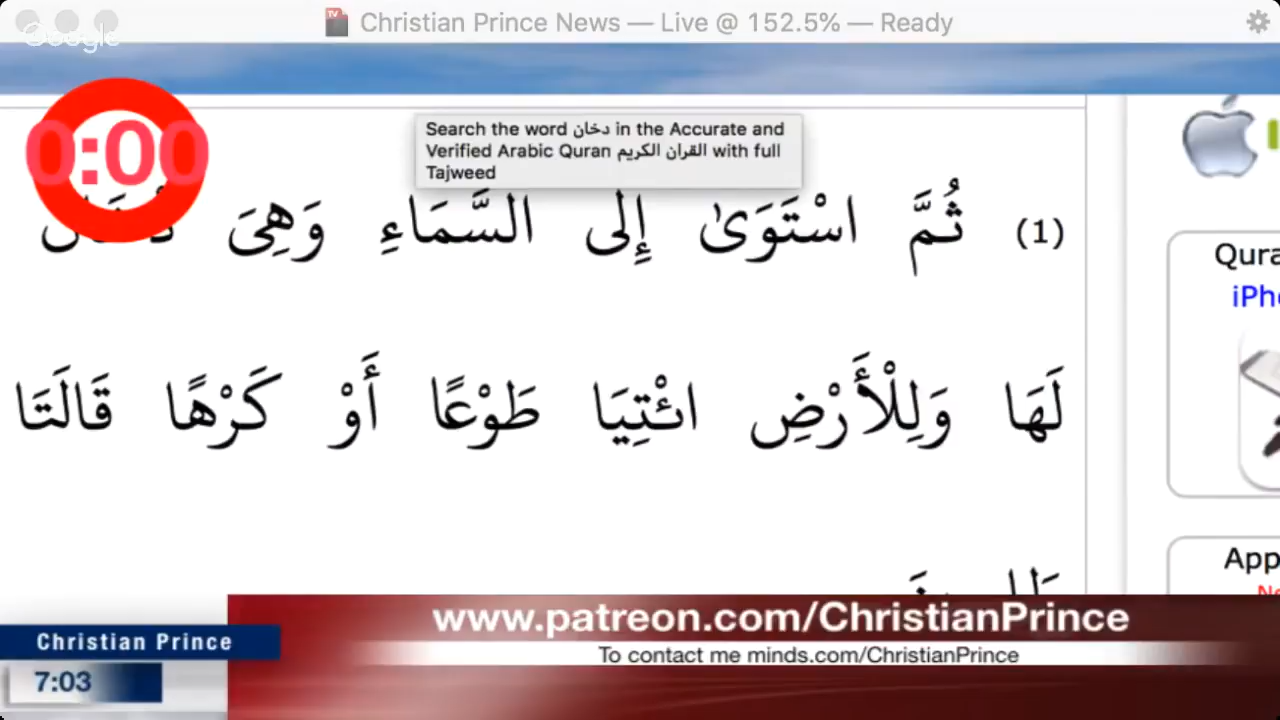 Christian Prince News — Live @ 152.5% — Ready
Google
0:00
Search the word دخان in the Accurate and
Verified Arabic Quran القران الكريم with full
Tajweed
(1) ثُمَّ اسْتَوَىٰ إِلَى السَّمَاءِ وَهِيَ
لَهَا وَلِلْأَرْضِ ائْتِيَا طَوْعًا أَوْ كَرْهًا قَالَتَا
iPh
App
www.patreon.com/ChristianPrince
To contact me minds.com/ChristianPrince
Christian Prince
7:03